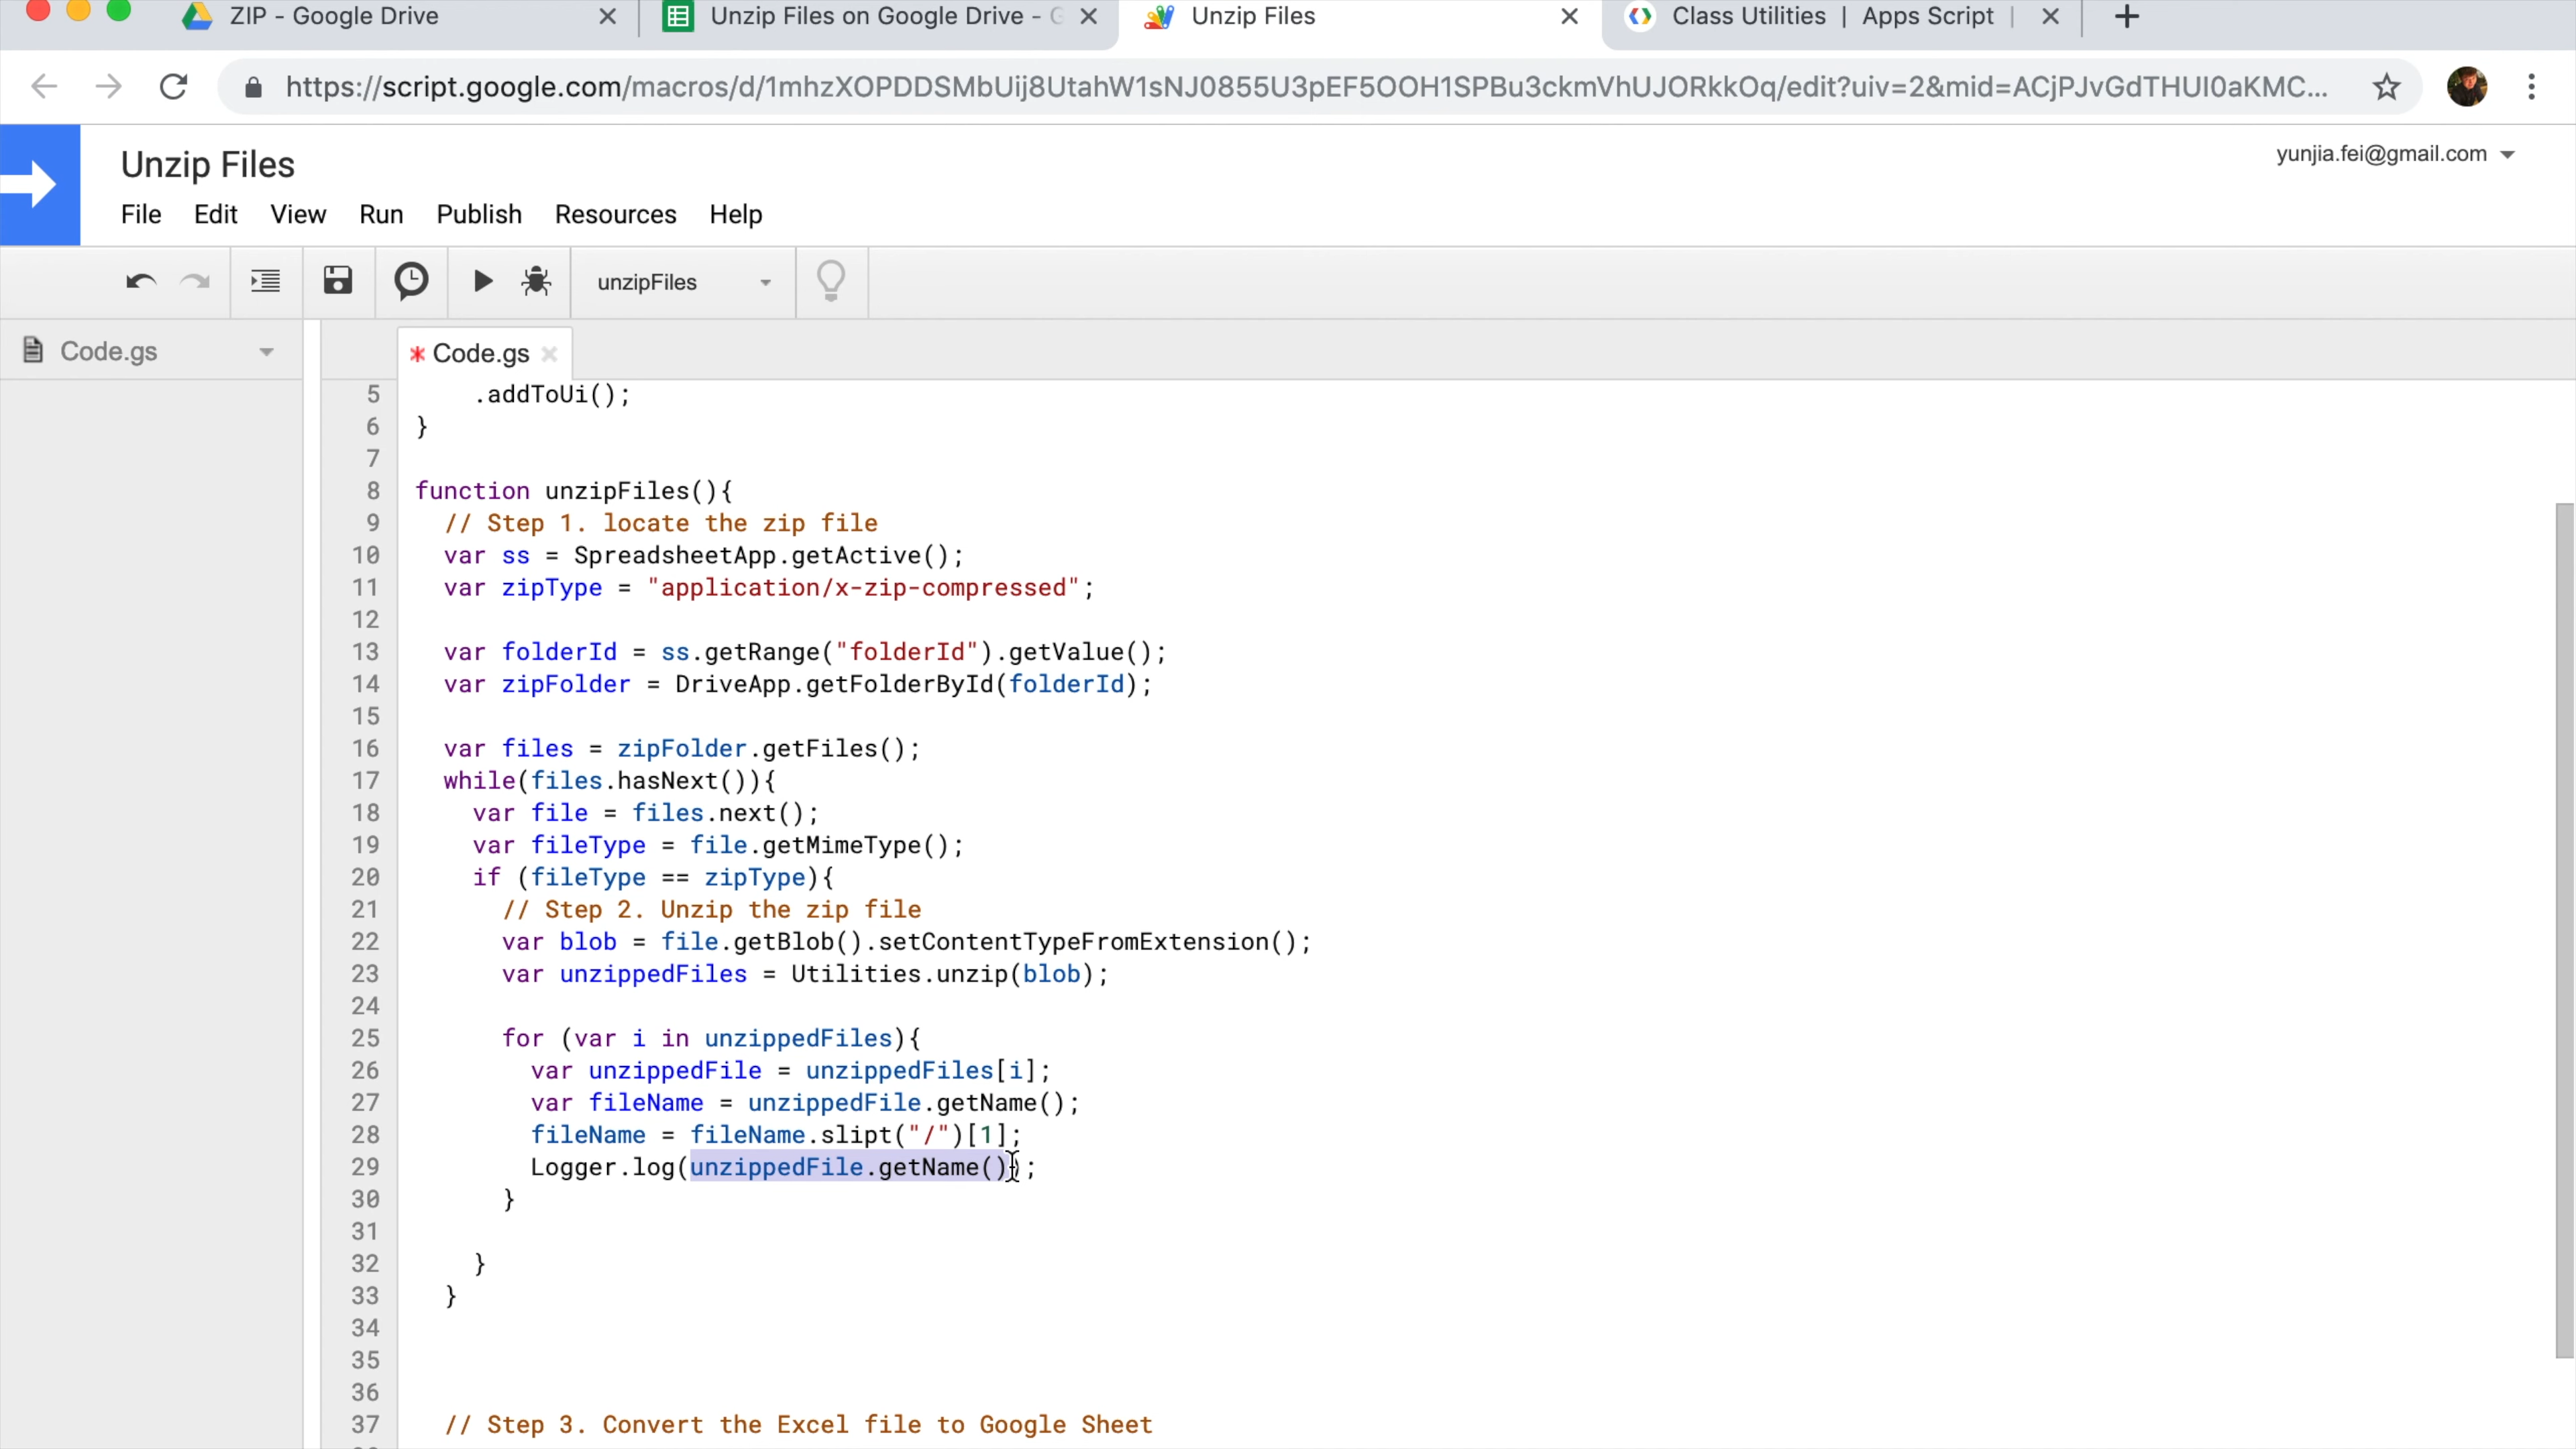 ZIP - Google Drive
Unzip Files on Google Drive - G
Unzip Files
Class Utilities | Apps Script |
https://script.google.com/macros/d/1mhzXOPDDSMbUij8UtahW1sNJ0855U3pEF5OOH1SPBu3ckmVhUJORkkOq/edit?uiv=2&mid=ACjPJvGdTHUI0aKMC...
Unzip Files
yunjia.fei@gmail.com
File Edit View Run Publish Resources Help
unzipFiles
Code.gs
* Code.gs
5 .addToUi();
6 }
7
8 function unzipFiles(){
9 // Step 1. locate the zip file
10 var ss = SpreadsheetApp.getActive();
11 var zipType = "application/x-zip-compressed";
12
13 var folderId = ss.getRange("folderId").getValue();
14 var zipFolder = DriveApp.getFolderById(folderId);
15
16 var files = zipFolder.getFiles();
17 while(files.hasNext()){
18 var file = files.next();
19 var fileType = file.getMimeType();
20 if (fileType == zipType){
21 // Step 2. Unzip the zip file
22 var blob = file.getBlob().setContentTypeFromExtension();
23 var unzippedFiles = Utilities.unzip(blob);
24
25 for (var i in unzippedFiles){
26 var unzippedFile = unzippedFiles[i];
27 var fileName = unzippedFile.getName();
28 fileName = fileName.slipt("/")[1];
29 Logger.log(unzippedFile.getName());
30 }
31
32 }
33 }
34
35
36
37 // Step 3. Convert the Excel file to Google Sheet